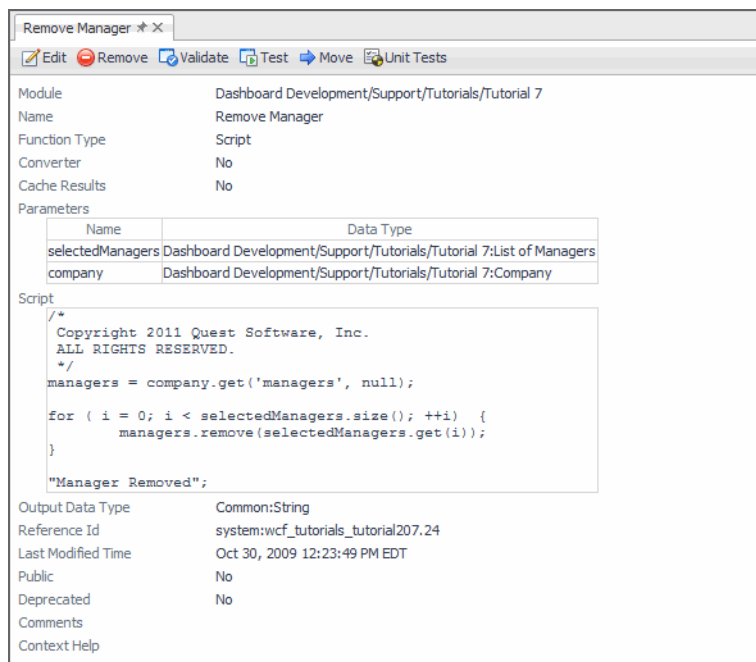 Remove Manager
Edit Remove Validate Test Move Unit Tests
Module Dashboard Development/Support/Tutorials/Tutorial 7
Name Remove Manager
Function Type Script
Converter No
Cache Results No
Parameters
Name Data Type
selectedManagers Dashboard Development/Support/Tutorials/Tutorial 7:List of Managers
company Dashboard Development/Support/Tutorials/Tutorial 7:Company
Script
/*
Copyright 2011 Quest Software, Inc.
ALL RIGHTS RESERVED.
*/
managers = company.get('managers', null);
for ( i = 0; i < selectedManagers.size(); ++i) {
managers.remove(selectedManagers.get(i));
}
"Manager Removed";
Output Data Type Common:String
Reference Id system:wcf_tutorials_tutorial207.24
Last Modified Time Oct 30, 2009 12:23:49 PM EDT
Public No
Deprecated No
Comments
Context Help